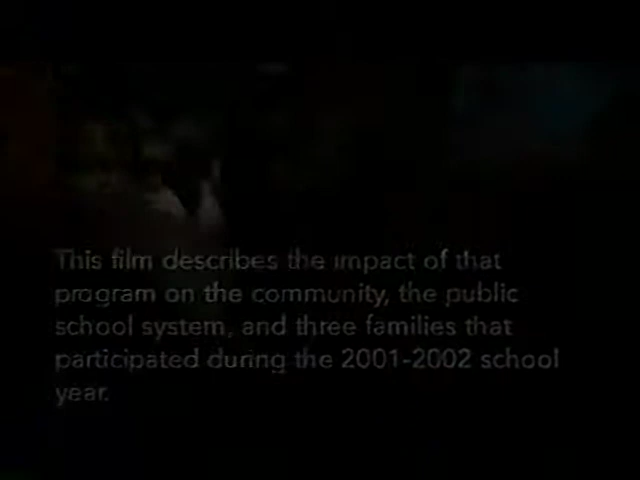 This film describes the impact of that
program on the community, the public
school system, and three families that
participated during the 2001-2002 school
year.